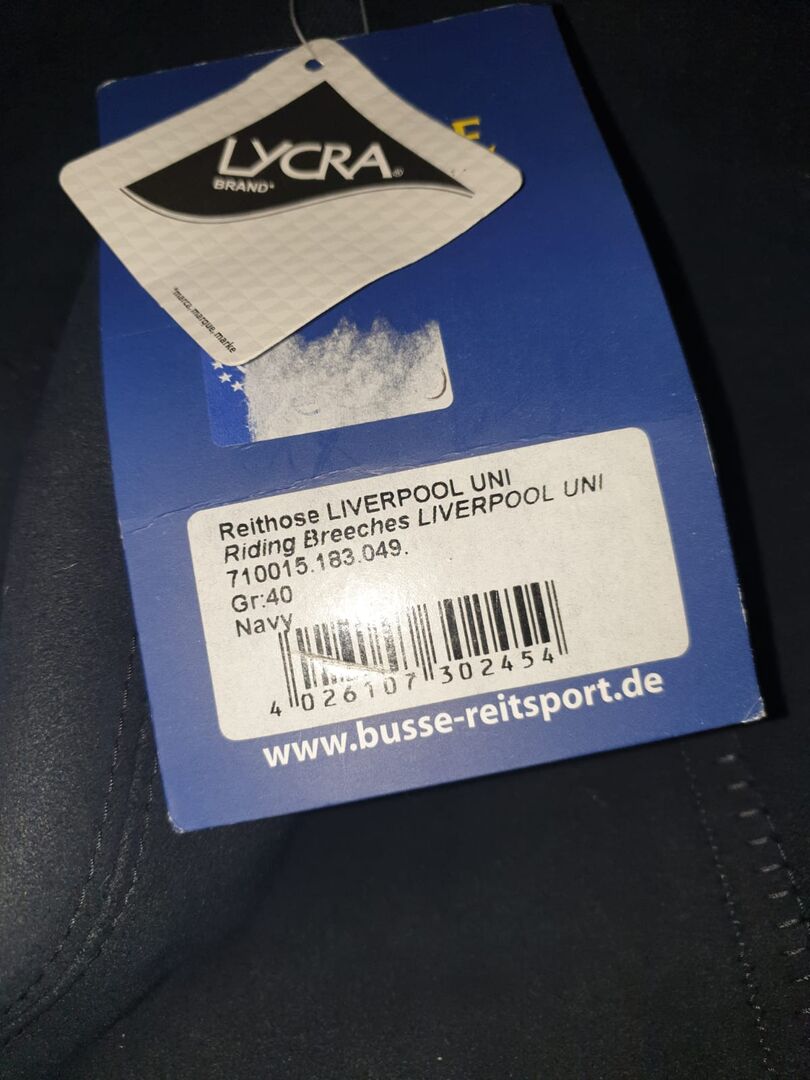 LYCRA®
BRAND*
E
*marca, marque, marke
Reithose LIVERPOOL UNI
Riding Breeches LIVERPOOL UNI
710015.183.049.
Gr:40
Navy
4 026107 302454
www.busse-reitsport.de